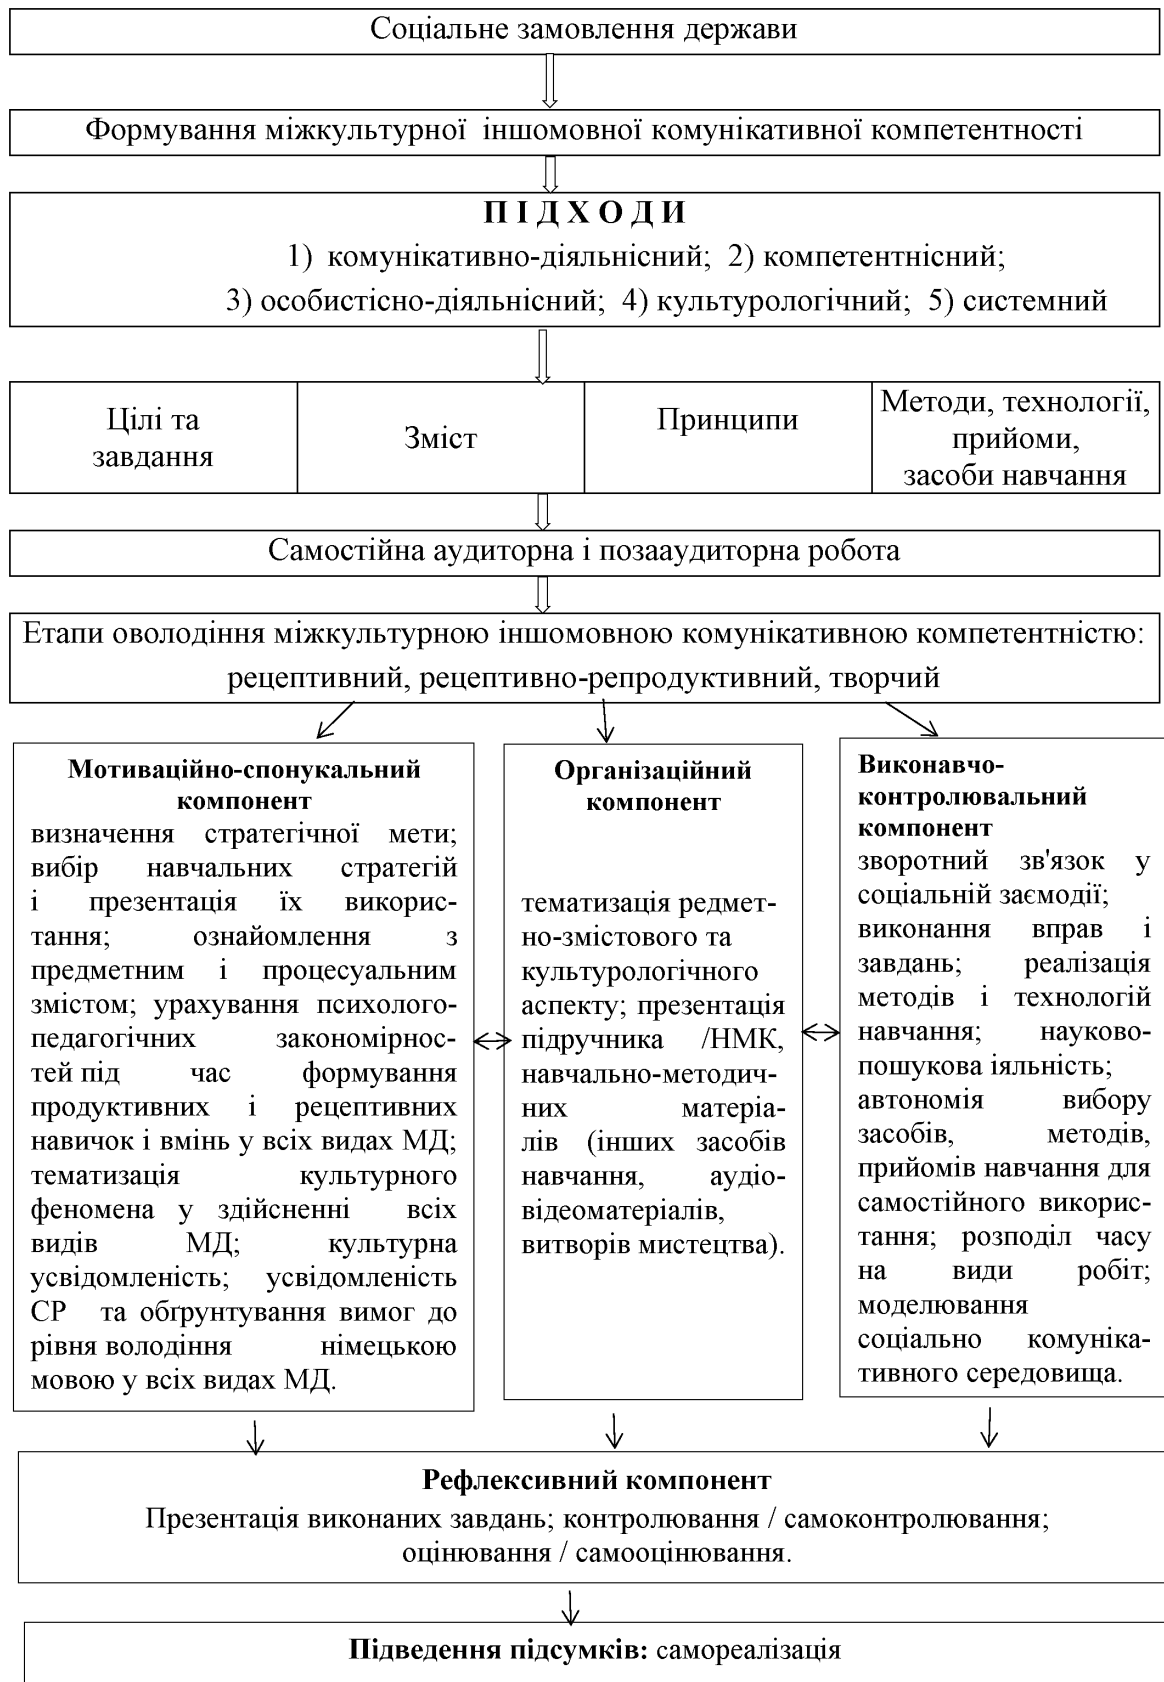 Соціальне замовлення держави
Формування міжкультурної іншомовної комунікативної компетентності
П І Д Х О Д И
1) комунікативно-діяльнісний; 2) компетентнісний;
3) особистісно-діяльнісний; 4) культурологічний; 5) системний
Цілі та
завдання
Зміст
Принципи
Методи, технології,
прийоми,
засоби навчання
Самостійна аудиторна і позааудиторна робота
Етапи оволодіння міжкультурною іншомовною комунікативною компетентністю:
рецептивний, рецептивно-репродуктивний, творчий
Мотиваційно-спонукальний
компонент
визначення стратегічної мети;
вибір навчальних стратегій
і презентація їх викорис-
тання; ознайомлення з
предметним і процесуальним
змістом; урахування психолого-
педагогічних закономірнос-
тей під час формування
продуктивних і рецептивних
навичок і вмінь у всіх видах МД;
тематизація культурного
феномена у здійсненні всіх
видів МД; культурна
усвідомленість; усвідомленість
СР та обґрунтування вимог до
рівня володіння німецькою
мовою у всіх видах МД.
Організаційний
компонент
тематизація редмет-
но-змістового та
культурологічного
аспекту; презентація
підручника /НМК,
навчально-методич-
них матеріа-
лів (інших засобів
навчання, аудіо-
відеоматеріалів,
витворів мистецтва).
Виконавчо-
контролювальний
компонент
зворотний зв'язок у
соціальній заємодії;
виконання вправ і
завдань; реалізація
методів і технологій
навчання; науково-
пошукова іяльність;
автономія вибору
засобів, методів,
прийомів навчання для
самостійного викорис-
тання; розподіл часу
на види робіт;
моделювання
соціально комуніка-
тивного середовища.
Рефлексивний компонент
Презентація виконаних завдань; контролювання / самоконтролювання;
оцінювання / самооцінювання.
Підведення підсумків: самореалізація